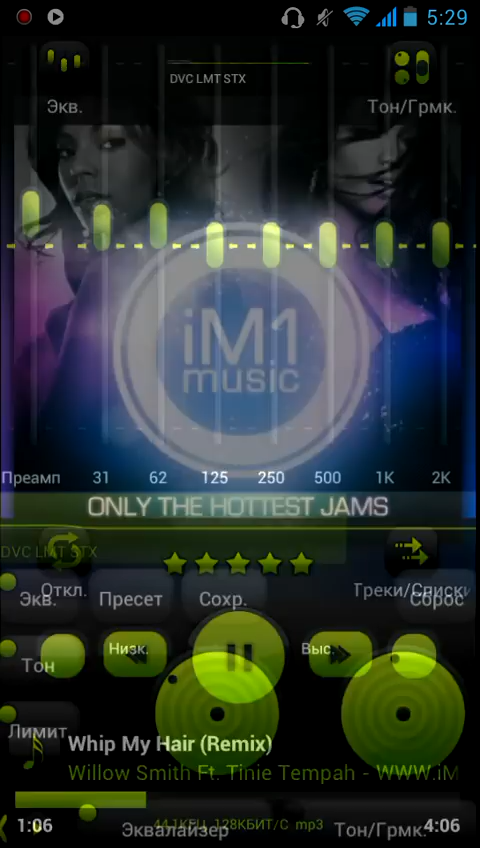 5:29
DVC LMT STX
Экв.
Тон/Грмк.
iM1
music
Преамп 31 62 125 250 500 1K 2K
ONLY THE HOTTEST JAMS
DVC LMT STX
Откл.
Треки/Списки
Экв. Пресет Сохр. Сброс
Тон Низк. Выс.
Лимит
Whip My Hair (Remix)
Willow Smith Ft. Tinie Tempah - WWW.iM
1:06 44.1КГЦ 128КБИТ/С mp3 4:06
Эквалайзер Тон/Грмк.